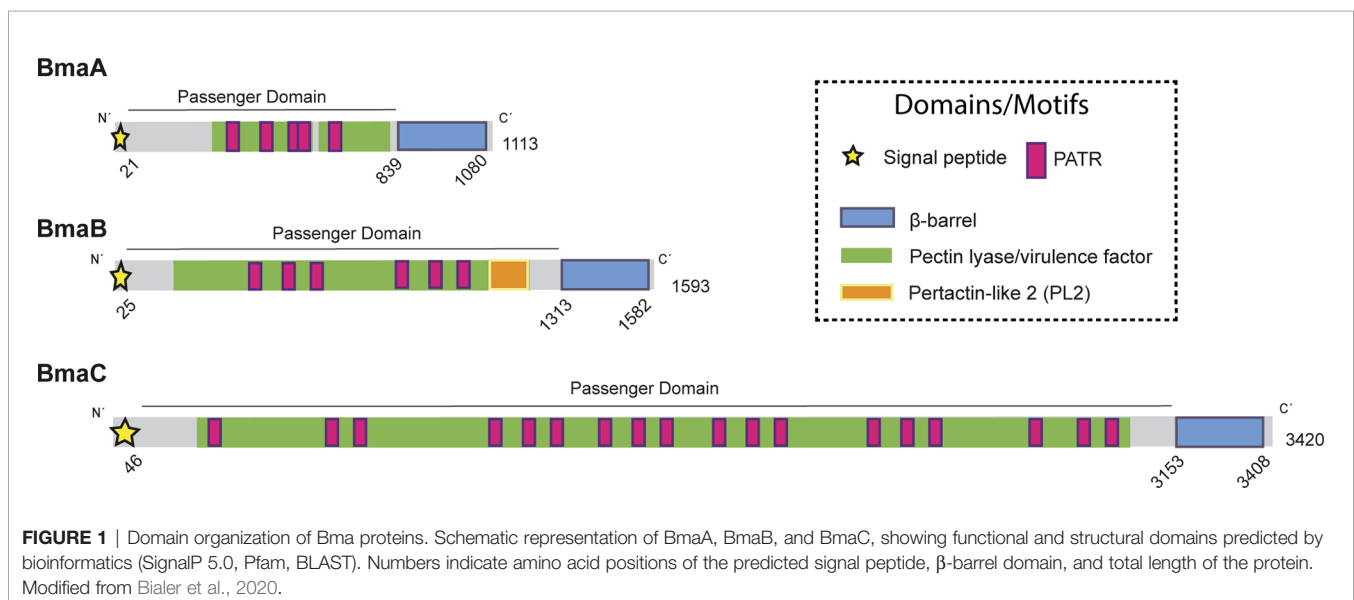 BmaA
Passenger Domain
N´
C´
1113
21
839
1080
BmaB
Passenger Domain
N´
C´
1593
25
1313
1582
BmaC
Passenger Domain
N´
C´
3420
46
3153
3408
Domains/Motifs
Signal peptide
PATR
β-barrel
Pectin lyase/virulence factor
Pertactin-like 2 (PL2)
FIGURE 1 | Domain organization of Bma proteins. Schematic representation of BmaA, BmaB, and BmaC, showing functional and structural domains predicted by
bioinformatics (SignalP 5.0, Pfam, BLAST). Numbers indicate amino acid positions of the predicted signal peptide, β-barrel domain, and total length of the protein.
Modified from Bialer et al., 2020.